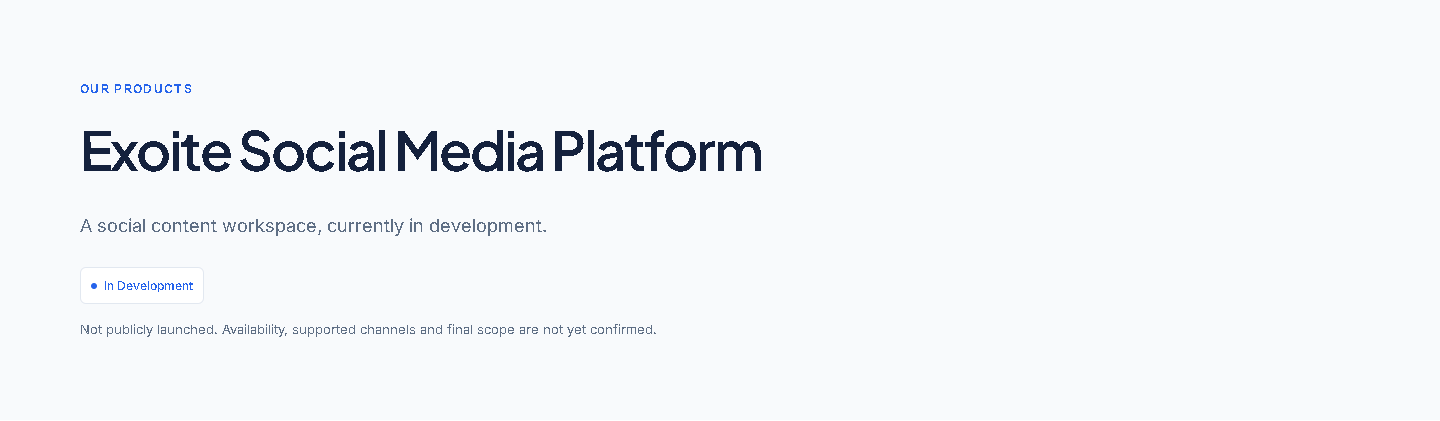 OUR PRODUCTS
Exoite Social Media Platform
A social content workspace, currently in development.
In Development
Not publicly launched. Availability, supported channels and final scope are not yet confirmed.